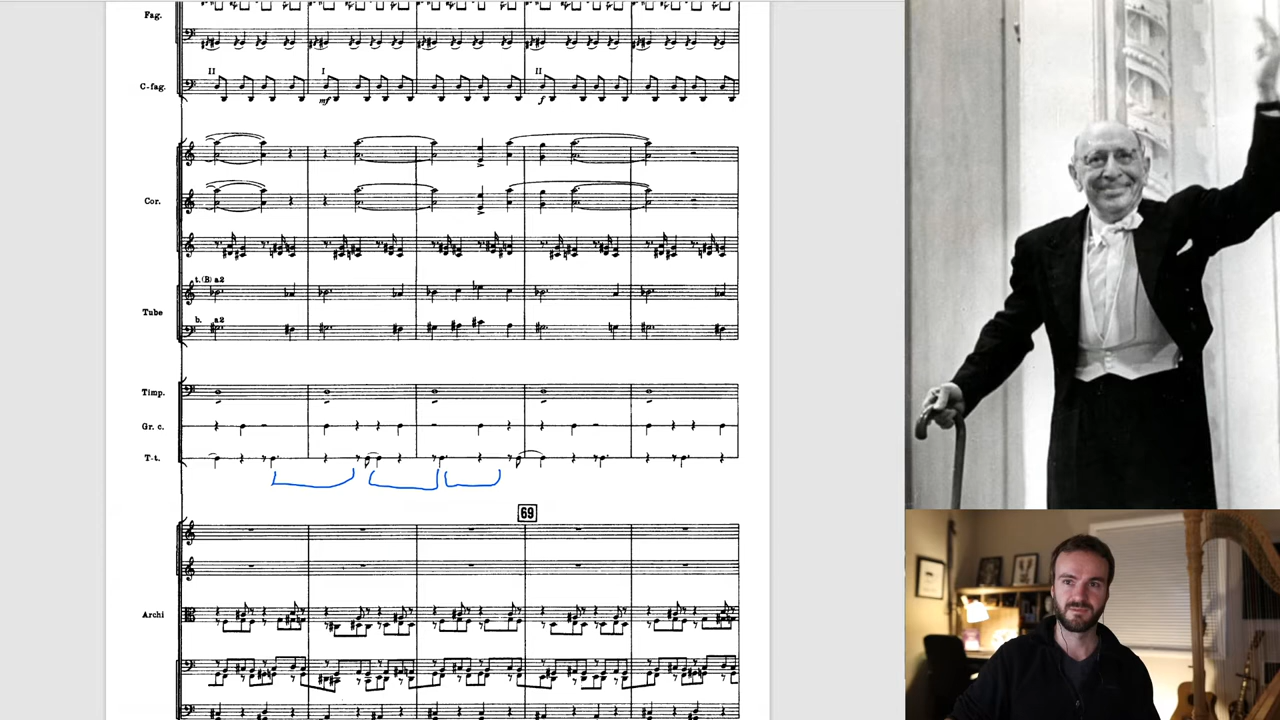 Fag.
II I II
C-fag.
mf f
Cor.
t.(B) a2
Tube
b. a2
Timp.
Gr. c.
T-t.
69
Archi